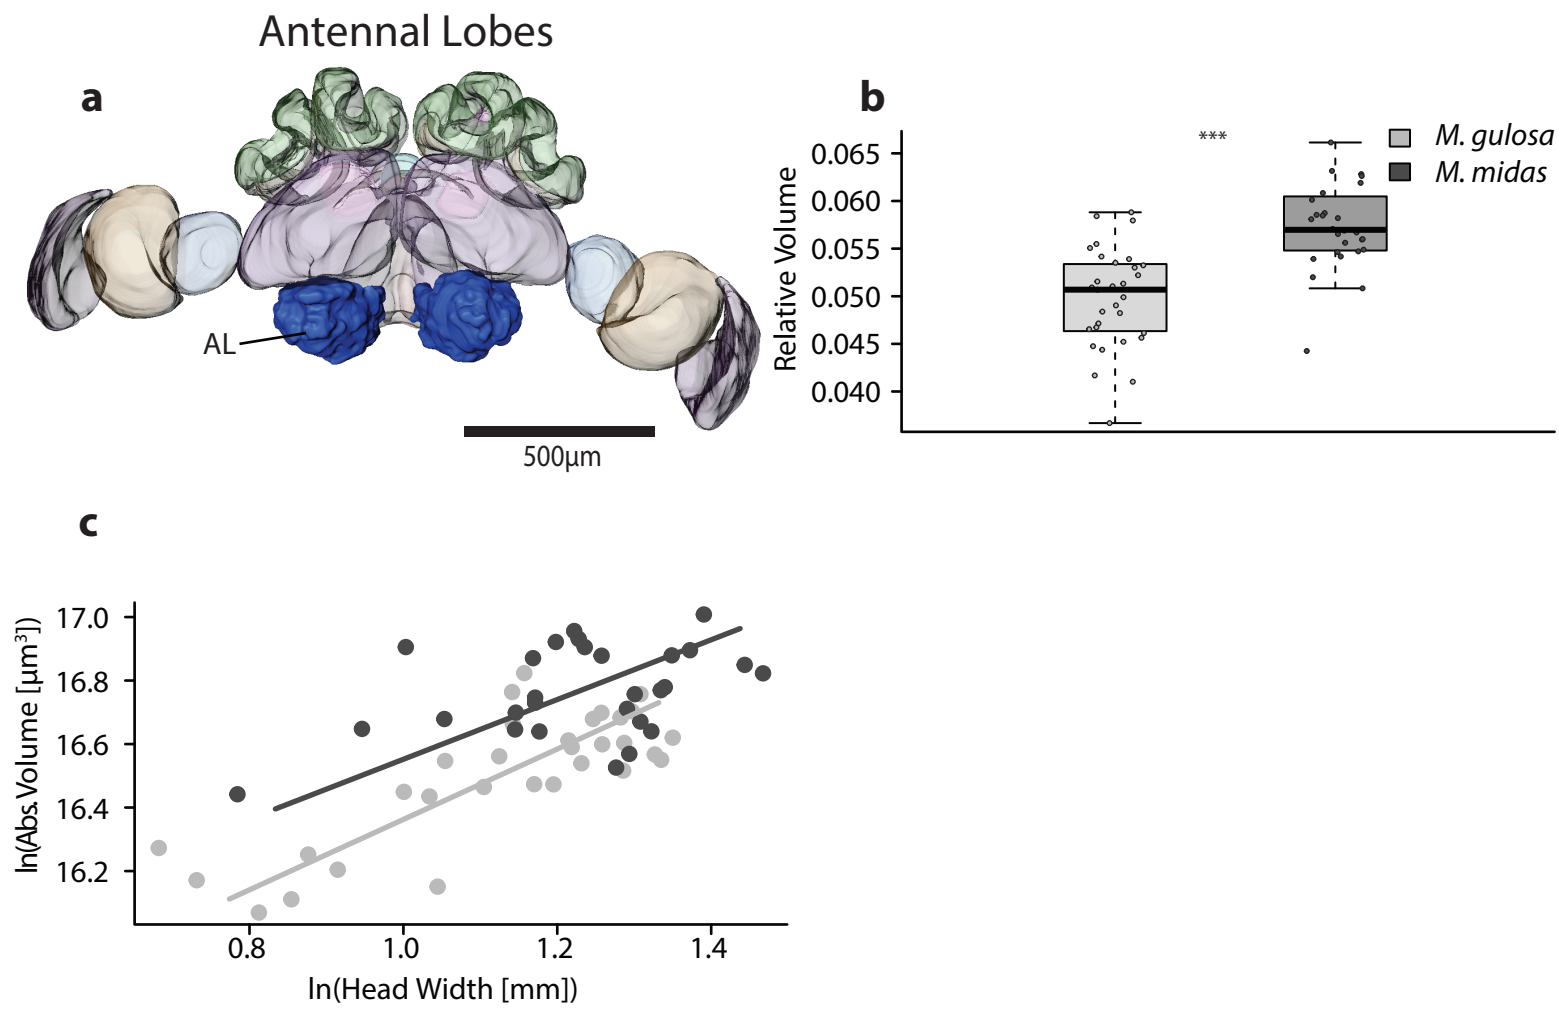 Antennal Lobes
a
AL
500µm
b
***
M. gulosa
M. midas
Relative Volume
0.065
0.060
0.055
0.050
0.045
0.040
c
ln(Abs.Volume [µm³])
17.0
16.8
16.6
16.4
16.2
0.8 1.0 1.2 1.4
ln(Head Width [mm])